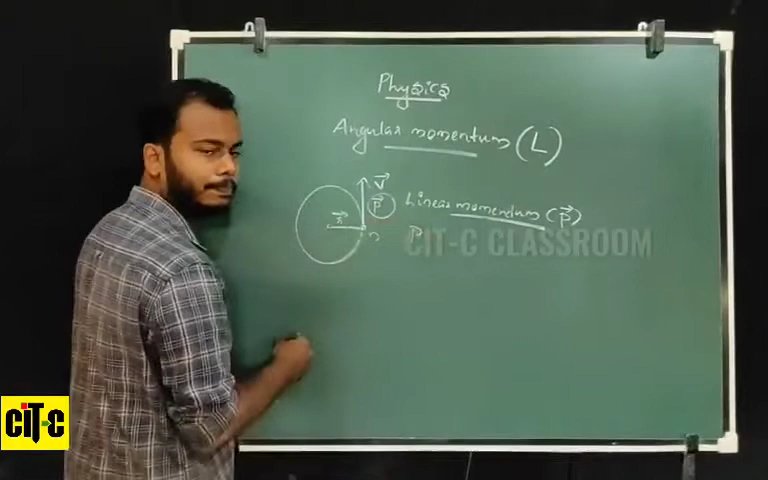 Physics
Angular momentum (L)
V
P Linear momentum (P)
r
m
P
CIT-C CLASSROOM
CiT-C